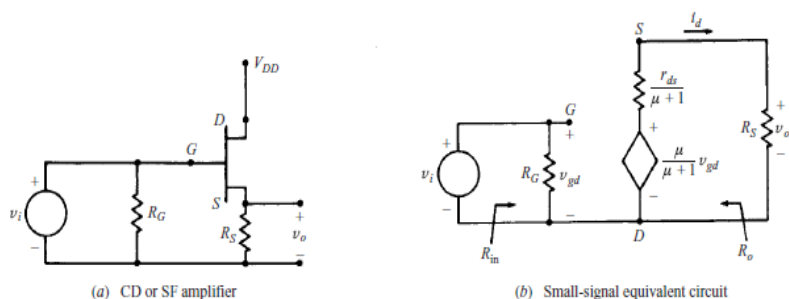 V_DD
D
G
S
+
v_i
−
R_G
R_S
+
v_o
−
(a) CD or SF amplifier
S
i_d
r_ds
μ + 1
+
μ
μ + 1
v_gd
−
G
+
v_i
−
R_G
+
v_gd
−
R_S
+
v_o
−
D
R_in
R_o
(b) Small-signal equivalent circuit